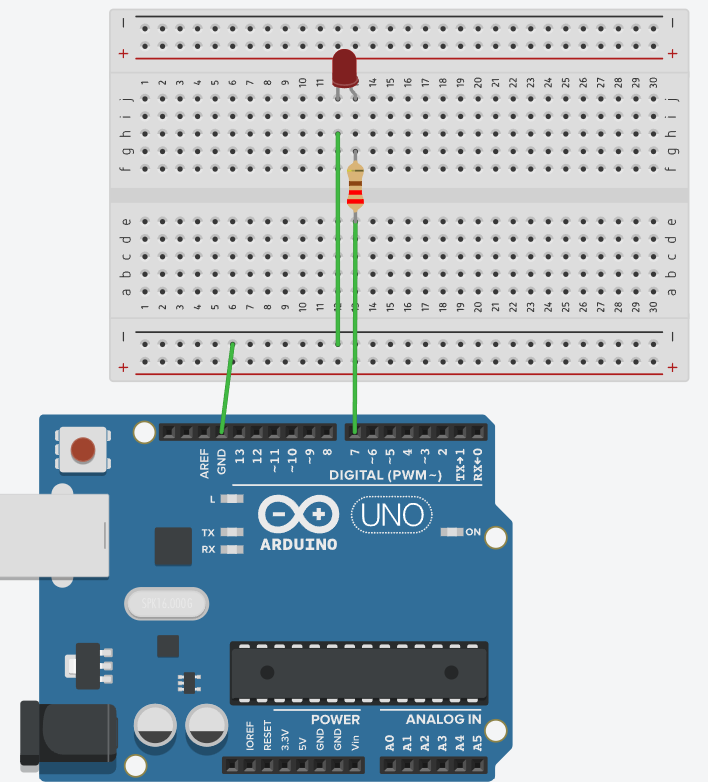 − −
+ +
1 2 3 4 5 6 7 8 9 10 11 14 15 16 17 18 19 20 21 22 23 24 25 26 27 28 29 30
j j
i i
h h
g g
f f
e e
d d
c c
b b
a a
1 2 3 4 5 6 7 8 9 10 11 12 13 14 15 16 17 18 19 20 21 22 23 24 25 26 27 28 29 30
− −
+ +
AREF GND 13 12 ~11 ~10 ~9 8 7 ~6 ~5 4 ~3 2 TX→1 RX←0
DIGITAL (PWM~)
L
TX
RX
UNO
ON
ARDUINO
SPK16.000G
POWER
ANALOG IN
IOREF RESET 3.3V 5V GND GND Vin A0 A1 A2 A3 A4 A5